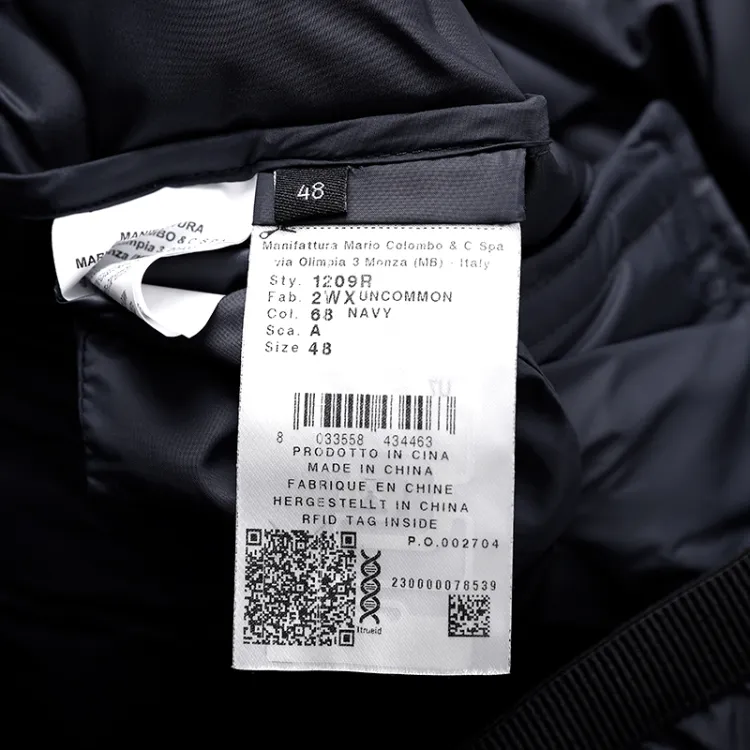 48
MANIFATTURA
Manifattura Mario Colombo & C Spa
via Olimpia 3 Monza (MB) - Italy
Sty. 1209R
Fab. 2WX UNCOMMON
Col. 68 NAVY
Sca. A
Size 48
8 033558 434463
PRODOTTO IN CINA
MADE IN CHINA
FABRIQUE EN CHINE
HERGESTELLT IN CHINA
RFID TAG INSIDE
P.O.002704
230000078539
itrueid